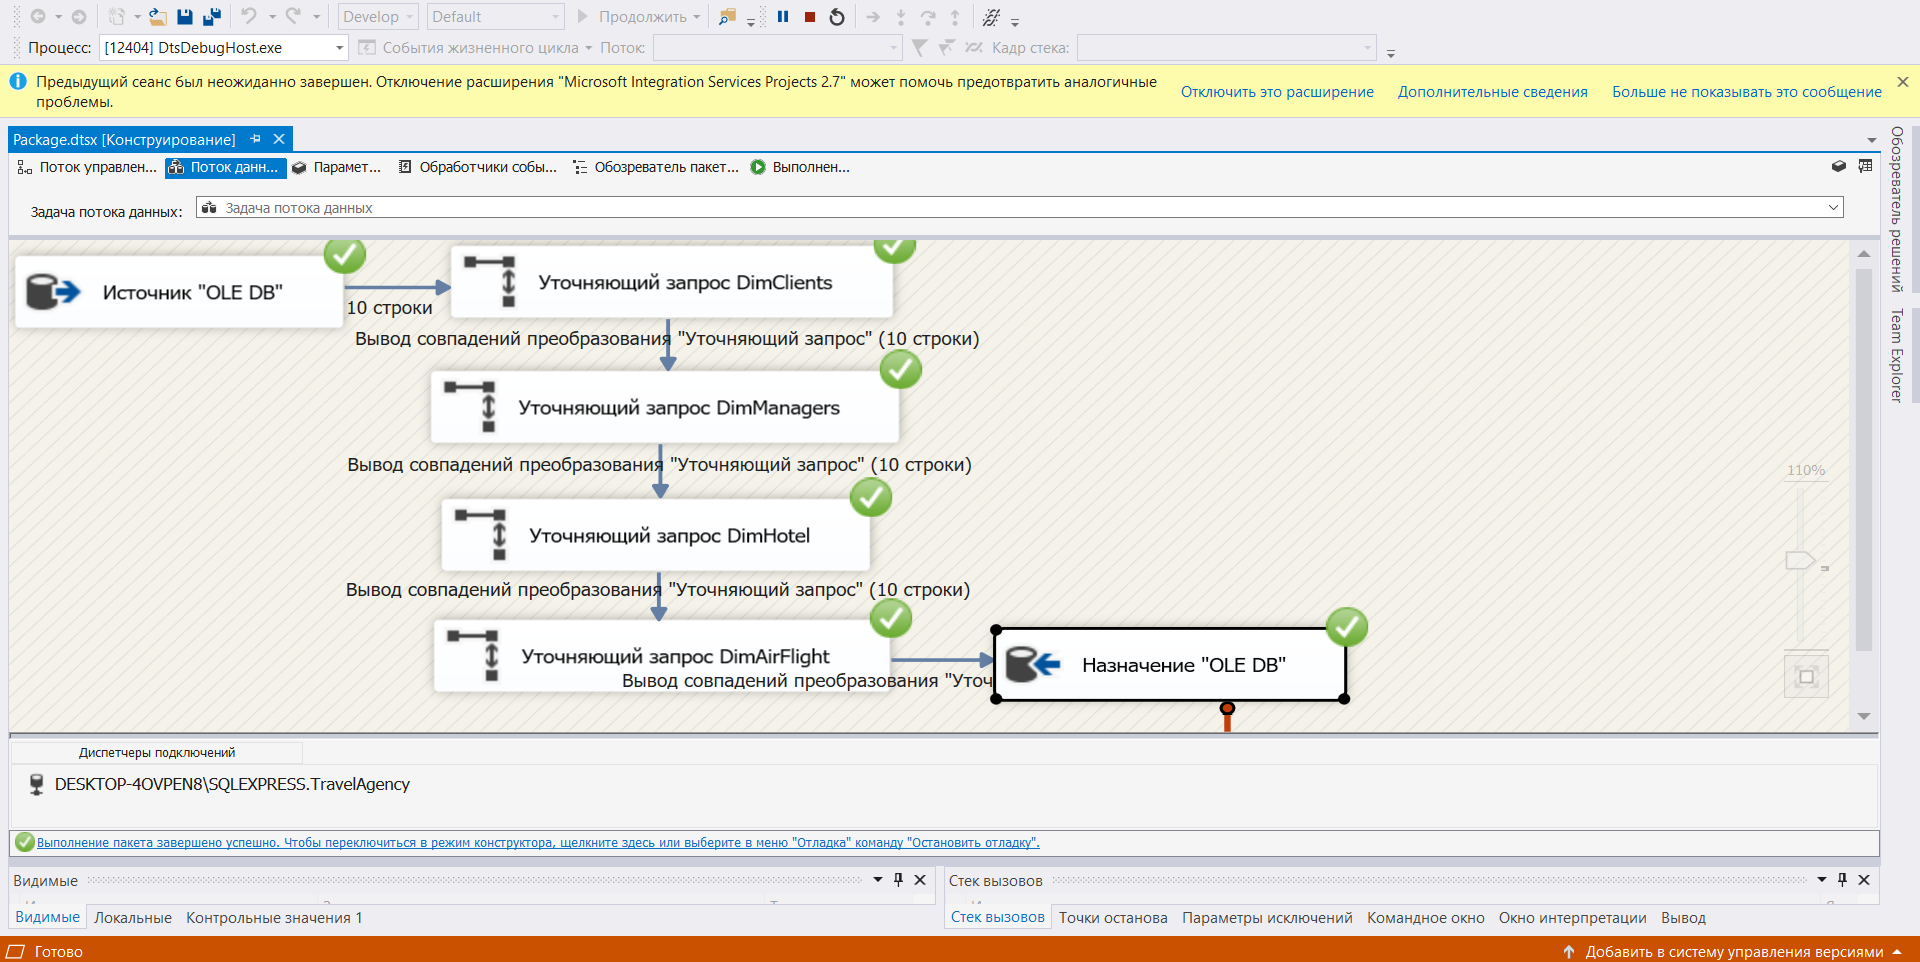 Develop
Default
Продолжить
Процесс:
[12404] DtsDebugHost.exe
События жизненного цикла
Поток:
Кадр стека:
Предыдущий сеанс был неожиданно завершен. Отключение расширения "Microsoft Integration Services Projects 2.7" может помочь предотвратить аналогичные
проблемы.
Отключить это расширение
Дополнительные сведения
Больше не показывать это сообщение
Package.dtsx [Конструирование]
Поток управлен...
Поток данн...
Парамет...
Обработчики собы...
Обозреватель пакет...
Выполнен...
Задача потока данных:
Задача потока данных
Обозреватель решений
Team Explorer
Источник "OLE DB"
10 строки
Уточняющий запрос DimClients
Вывод совпадений преобразования "Уточняющий запрос" (10 строки)
Уточняющий запрос DimManagers
Вывод совпадений преобразования "Уточняющий запрос" (10 строки)
Уточняющий запрос DimHotel
Вывод совпадений преобразования "Уточняющий запрос" (10 строки)
Уточняющий запрос DimAirFlight
Вывод совпадений преобразования "Уточ
Назначение "OLE DB"
110%
Диспетчеры подключений
DESKTOP-4OVPEN8\SQLEXPRESS.TravelAgency
Выполнение пакета завершено успешно. Чтобы переключиться в режим конструктора, щелкните здесь или выберите в меню "Отладка" команду "Остановить отладку".
Видимые
Видимые
Локальные
Контрольные значения 1
Стек вызовов
Стек вызовов
Точки останова
Параметры исключений
Командное окно
Окно интерпретации
Вывод
Готово
Добавить в систему управления версиями